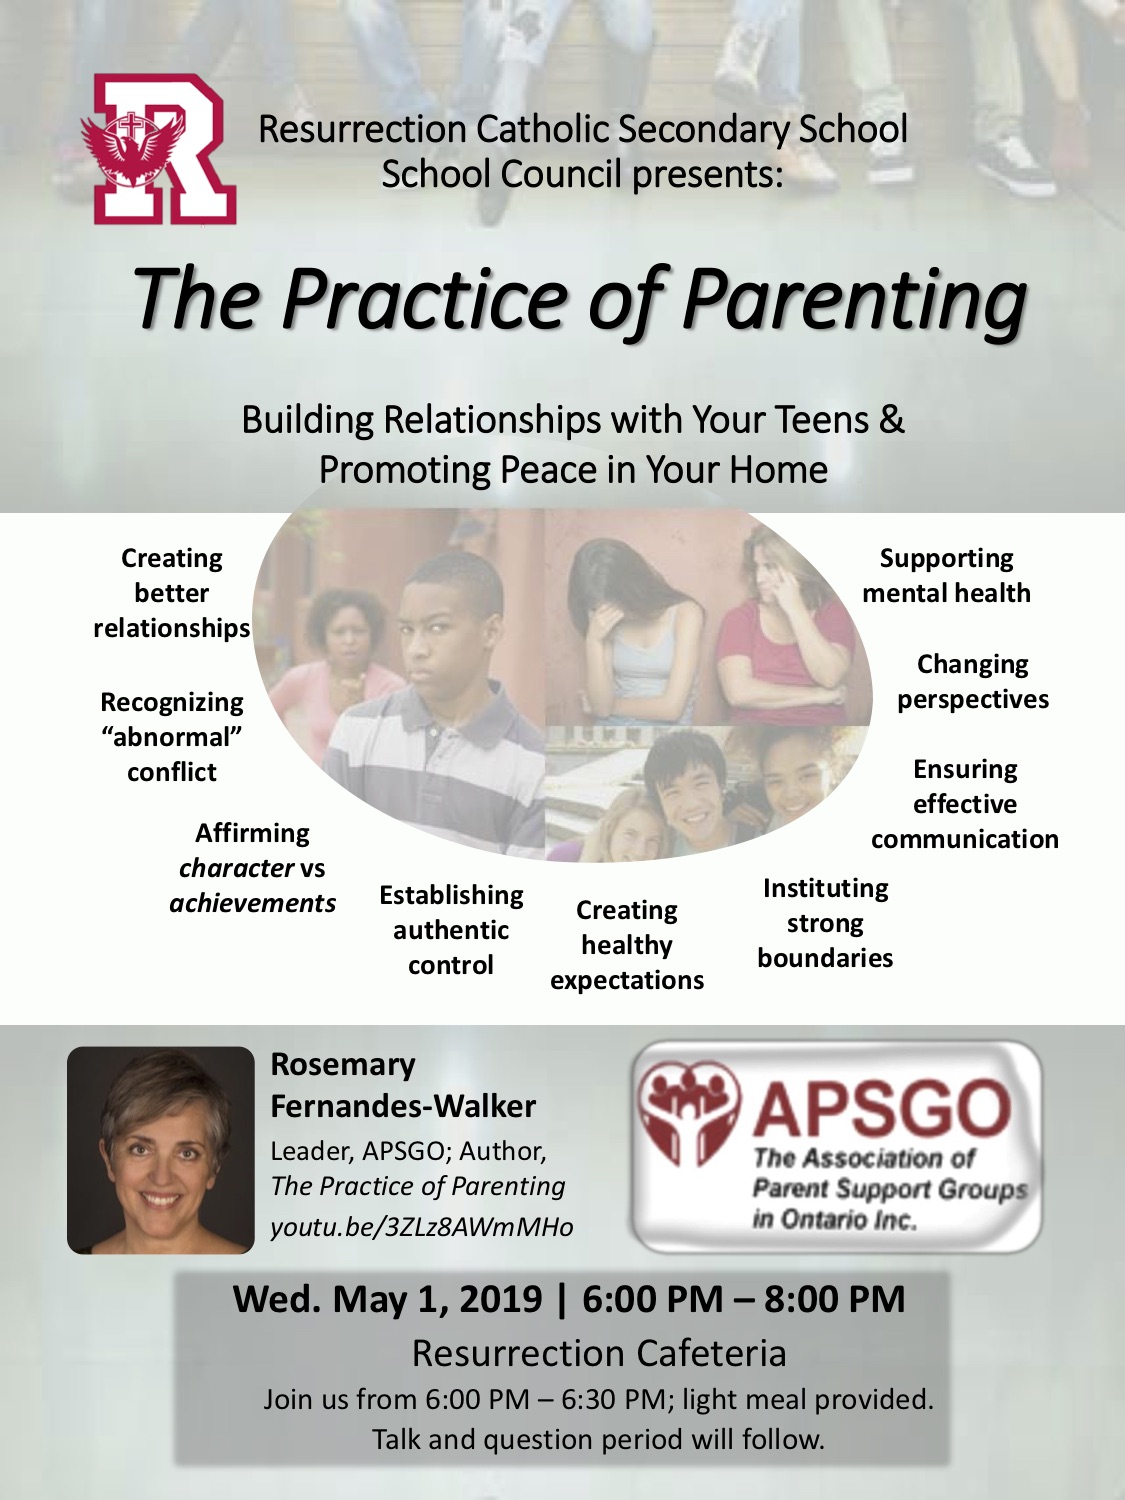 R
Resurrection Catholic Secondary School
School Council presents:
The Practice of Parenting
Building Relationships with Your Teens &
Promoting Peace in Your Home
Creating
better
relationships
Recognizing
“abnormal”
conflict
Affirming
character vs
achievements
Establishing
authentic
control
Creating
healthy
expectations
Instituting
strong
boundaries
Supporting
mental health
Changing
perspectives
Ensuring
effective
communication
Rosemary
Fernandes-Walker
Leader, APSGO; Author,
The Practice of Parenting
youtu.be/3ZLz8AWmMHo
APSGO
The Association of
Parent Support Groups
in Ontario Inc.
Wed. May 1, 2019 | 6:00 PM – 8:00 PM
Resurrection Cafeteria
Join us from 6:00 PM – 6:30 PM; light meal provided.
Talk and question period will follow.